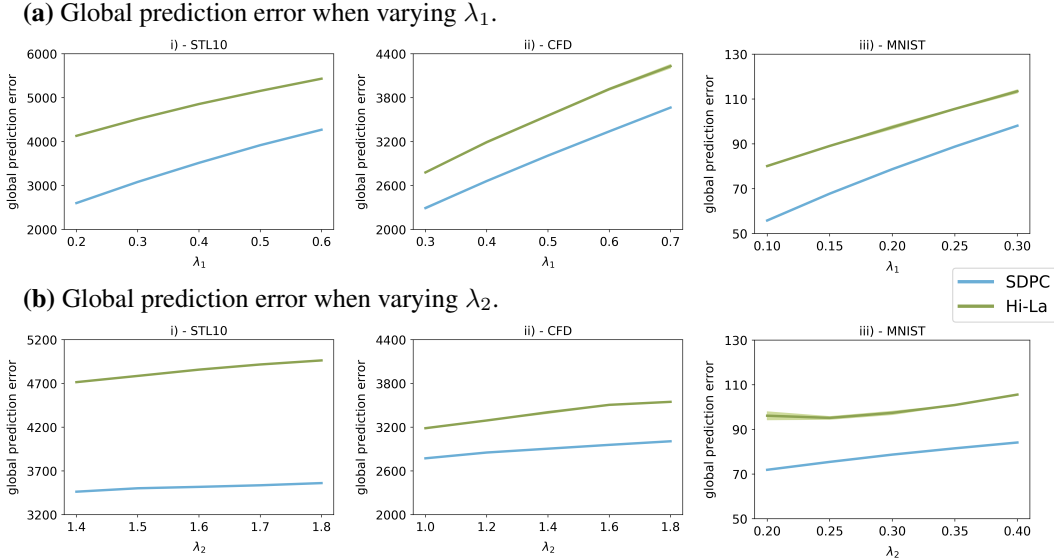 (a) Global prediction error when varying λ1.
i) - STL10
global prediction error
6000
5000
4000
3000
2000
0.2 0.3 0.4 0.5 0.6
λ1
ii) - CFD
global prediction error
4400
3800
3200
2600
2000
0.3 0.4 0.5 0.6 0.7
λ1
iii) - MNIST
global prediction error
130
110
90
70
50
0.10 0.15 0.20 0.25 0.30
λ1
SDPC
Hi-La
(b) Global prediction error when varying λ2.
i) - STL10
global prediction error
5200
4700
4200
3700
3200
1.4 1.5 1.6 1.7 1.8
λ2
ii) - CFD
global prediction error
4400
3800
3200
2600
2000
1.0 1.2 1.4 1.6 1.8
λ2
iii) - MNIST
global prediction error
130
110
90
70
50
0.20 0.25 0.30 0.35 0.40
λ2